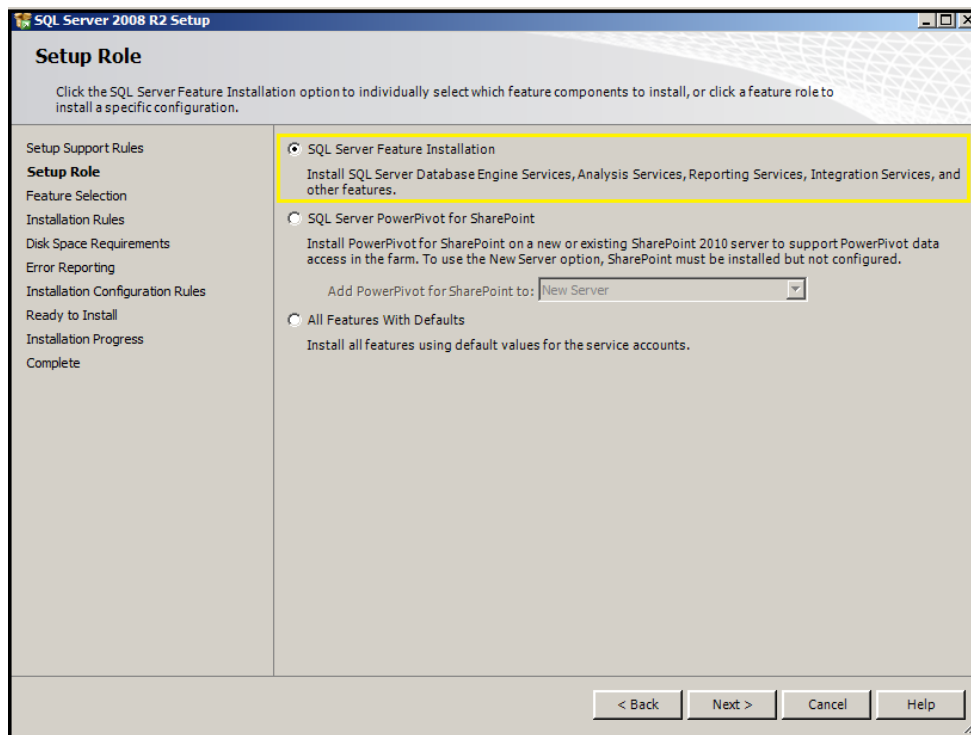 SQL Server 2008 R2 Setup
Setup Role
Click the SQL Server Feature Installation option to individually select which feature components to install, or click a feature role to
install a specific configuration.
Setup Support Rules
Setup Role
Feature Selection
Installation Rules
Disk Space Requirements
Error Reporting
Installation Configuration Rules
Ready to Install
Installation Progress
Complete
SQL Server Feature Installation
Install SQL Server Database Engine Services, Analysis Services, Reporting Services, Integration Services, and
other features.
SQL Server PowerPivot for SharePoint
Install PowerPivot for SharePoint on a new or existing SharePoint 2010 server to support PowerPivot data
access in the farm. To use the New Server option, SharePoint must be installed but not configured.
Add PowerPivot for SharePoint to: New Server
All Features With Defaults
Install all features using default values for the service accounts.
< Back Next > Cancel Help